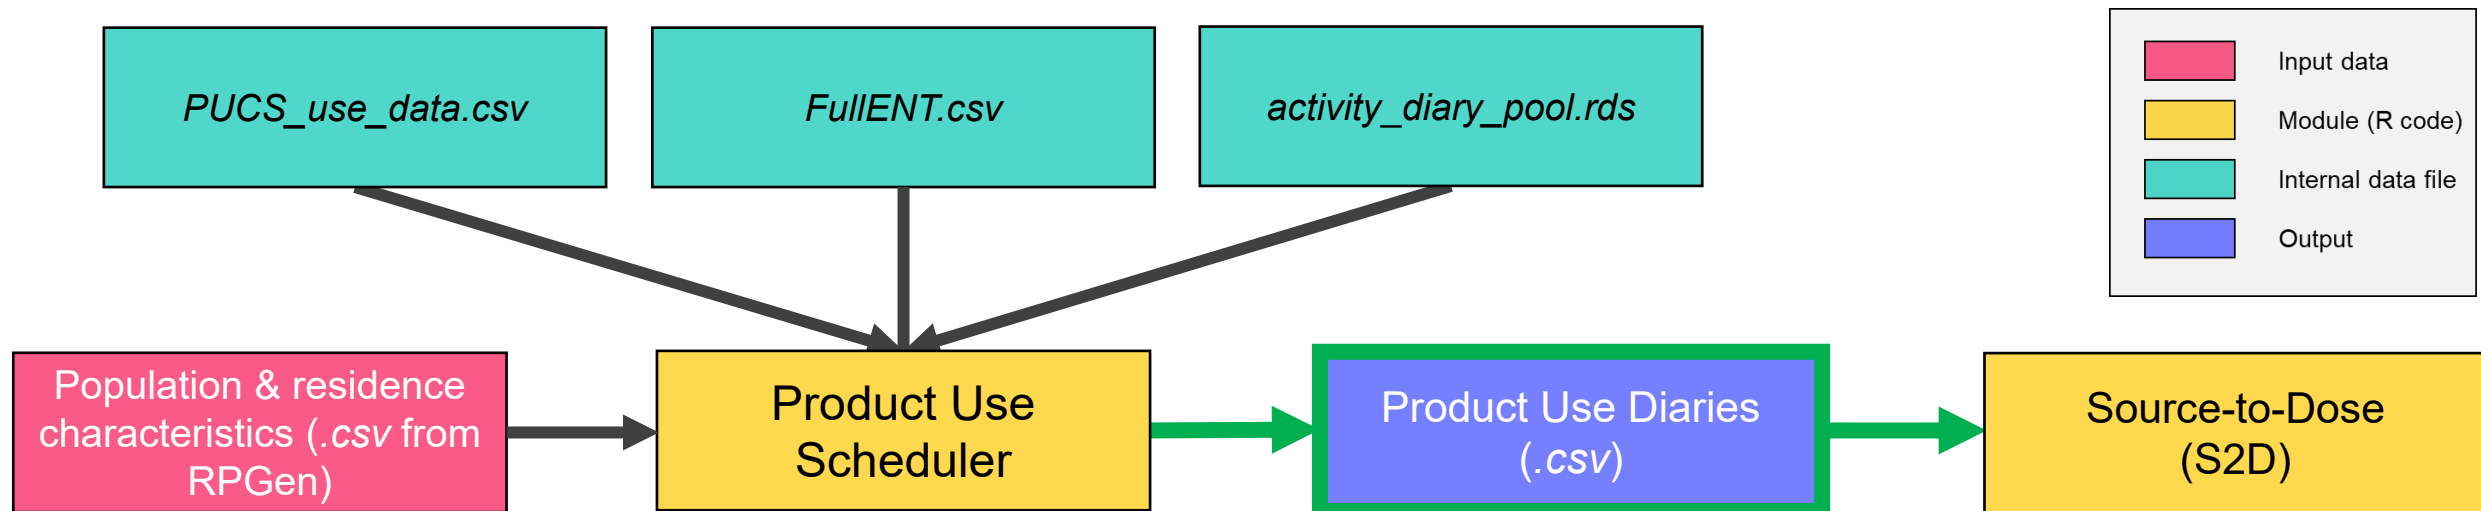 PUCS_use_data.csv
FullENT.csv
activity_diary_pool.rds
Input data
Module (R code)
Internal data file
Output
Population & residence
characteristics (.csv from
RPGen)
Product Use
Scheduler
Product Use Diaries
(.csv)
Source-to-Dose
(S2D)